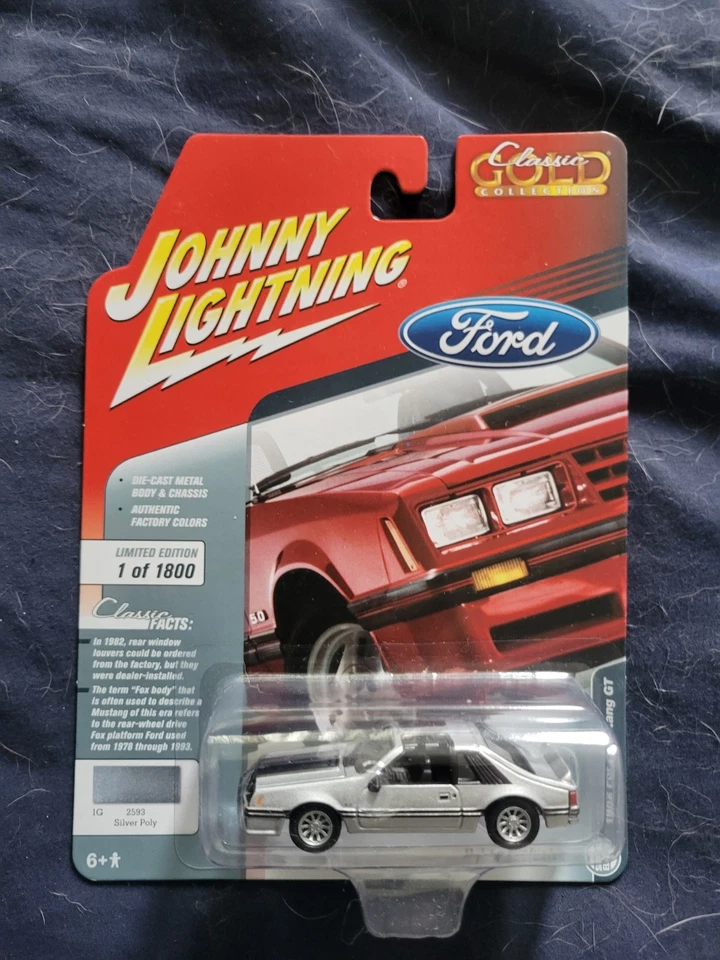 Classic
GOLD
COLLECTION
JOHNNY
LIGHTNING®
Ford
• DIE-CAST METAL
BODY & CHASSIS
• AUTHENTIC
FACTORY COLORS
LIMITED EDITION
1 of 1800
Classic
FACTS:
In 1982, rear window
louvers could be ordered
from the factory, but they
were dealer-installed.
The term "Fox body" that
is often used to describe a
Mustang of this era refers
to the rear-wheel drive
Fox platform Ford used
from 1978 through 1993.
5.0
IG 2593
Silver Poly
6+
GT